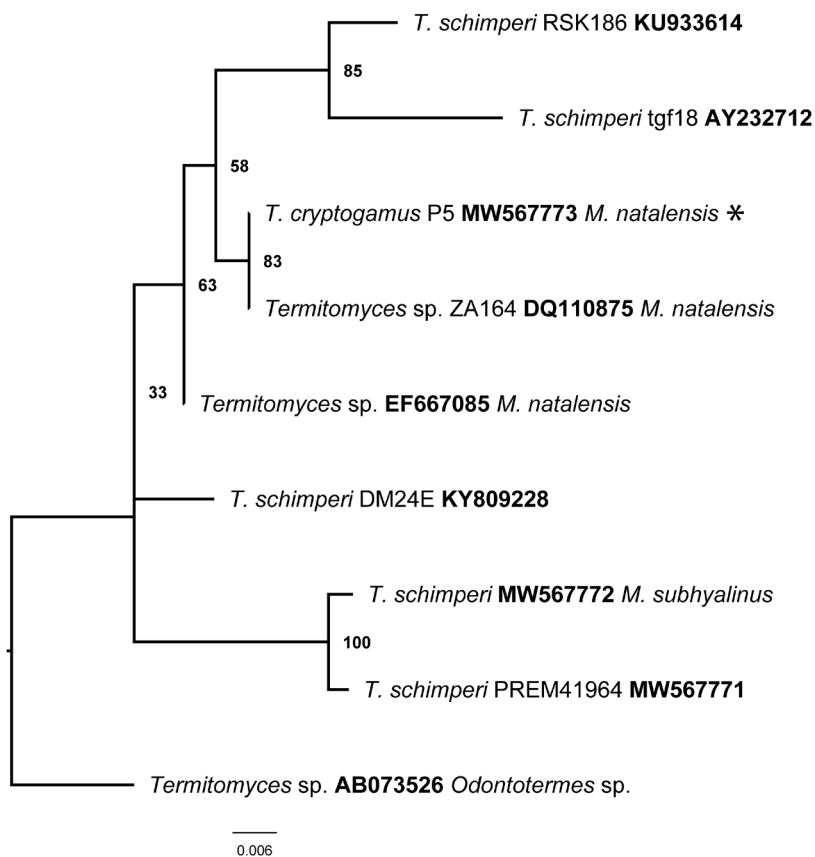 T. schimperi RSK186 KU933614
85
T. schimperi tgf18 AY232712
58
T. cryptogamus P5 MW567773 M. natalensis *
83
63
Termitomyces sp. ZA164 DQ110875 M. natalensis
33
Termitomyces sp. EF667085 M. natalensis
T. schimperi DM24E KY809228
T. schimperi MW567772 M. subhyalinus
100
T. schimperi PREM41964 MW567771
Termitomyces sp. AB073526 Odontotermes sp.
0.006